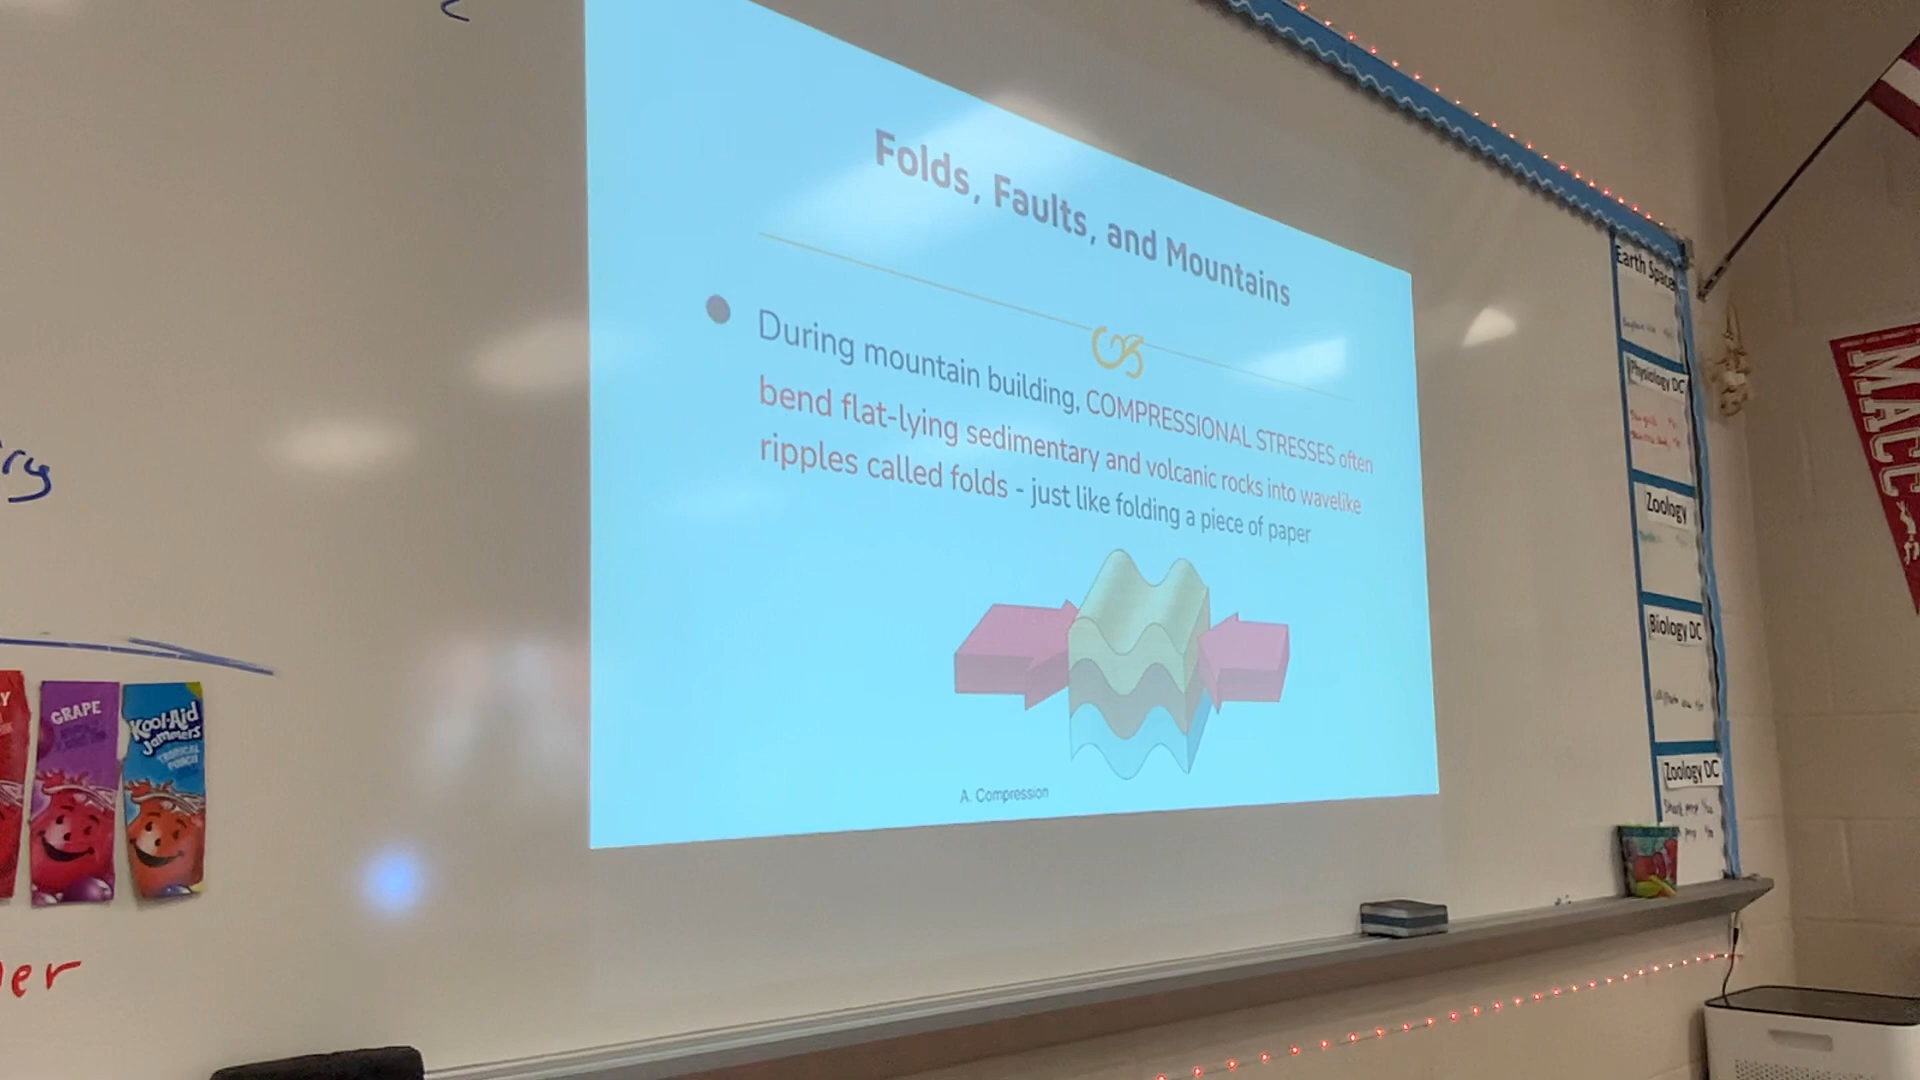 Folds, Faults, and Mountains
During mountain building, COMPRESSIONAL STRESSES often
bend flat-lying sedimentary and volcanic rocks into wavelike
ripples called folds - just like folding a piece of paper
A. Compression
Earth Space
Physiology DC
Zoology
Biology DC
Zoology DC
MACC
ry
er
GRAPE
Kool-Aid
Jammers
TROPICAL
PUNCH